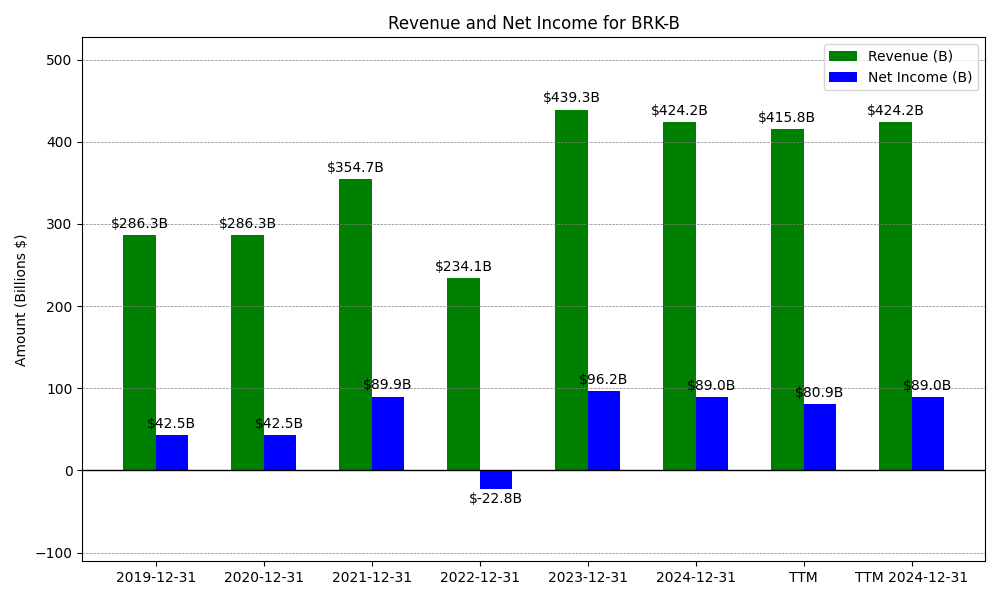 Revenue and Net Income for BRK-B
Revenue (B)
Net Income (B)
Amount (Billions $)
500
400
300
200
100
0
−100
$286.3B
$42.5B
$286.3B
$42.5B
$354.7B
$89.9B
$234.1B
$-22.8B
$439.3B
$96.2B
$424.2B
$89.0B
$415.8B
$80.9B
$424.2B
$89.0B
2019-12-31
2020-12-31
2021-12-31
2022-12-31
2023-12-31
2024-12-31
TTM
TTM 2024-12-31